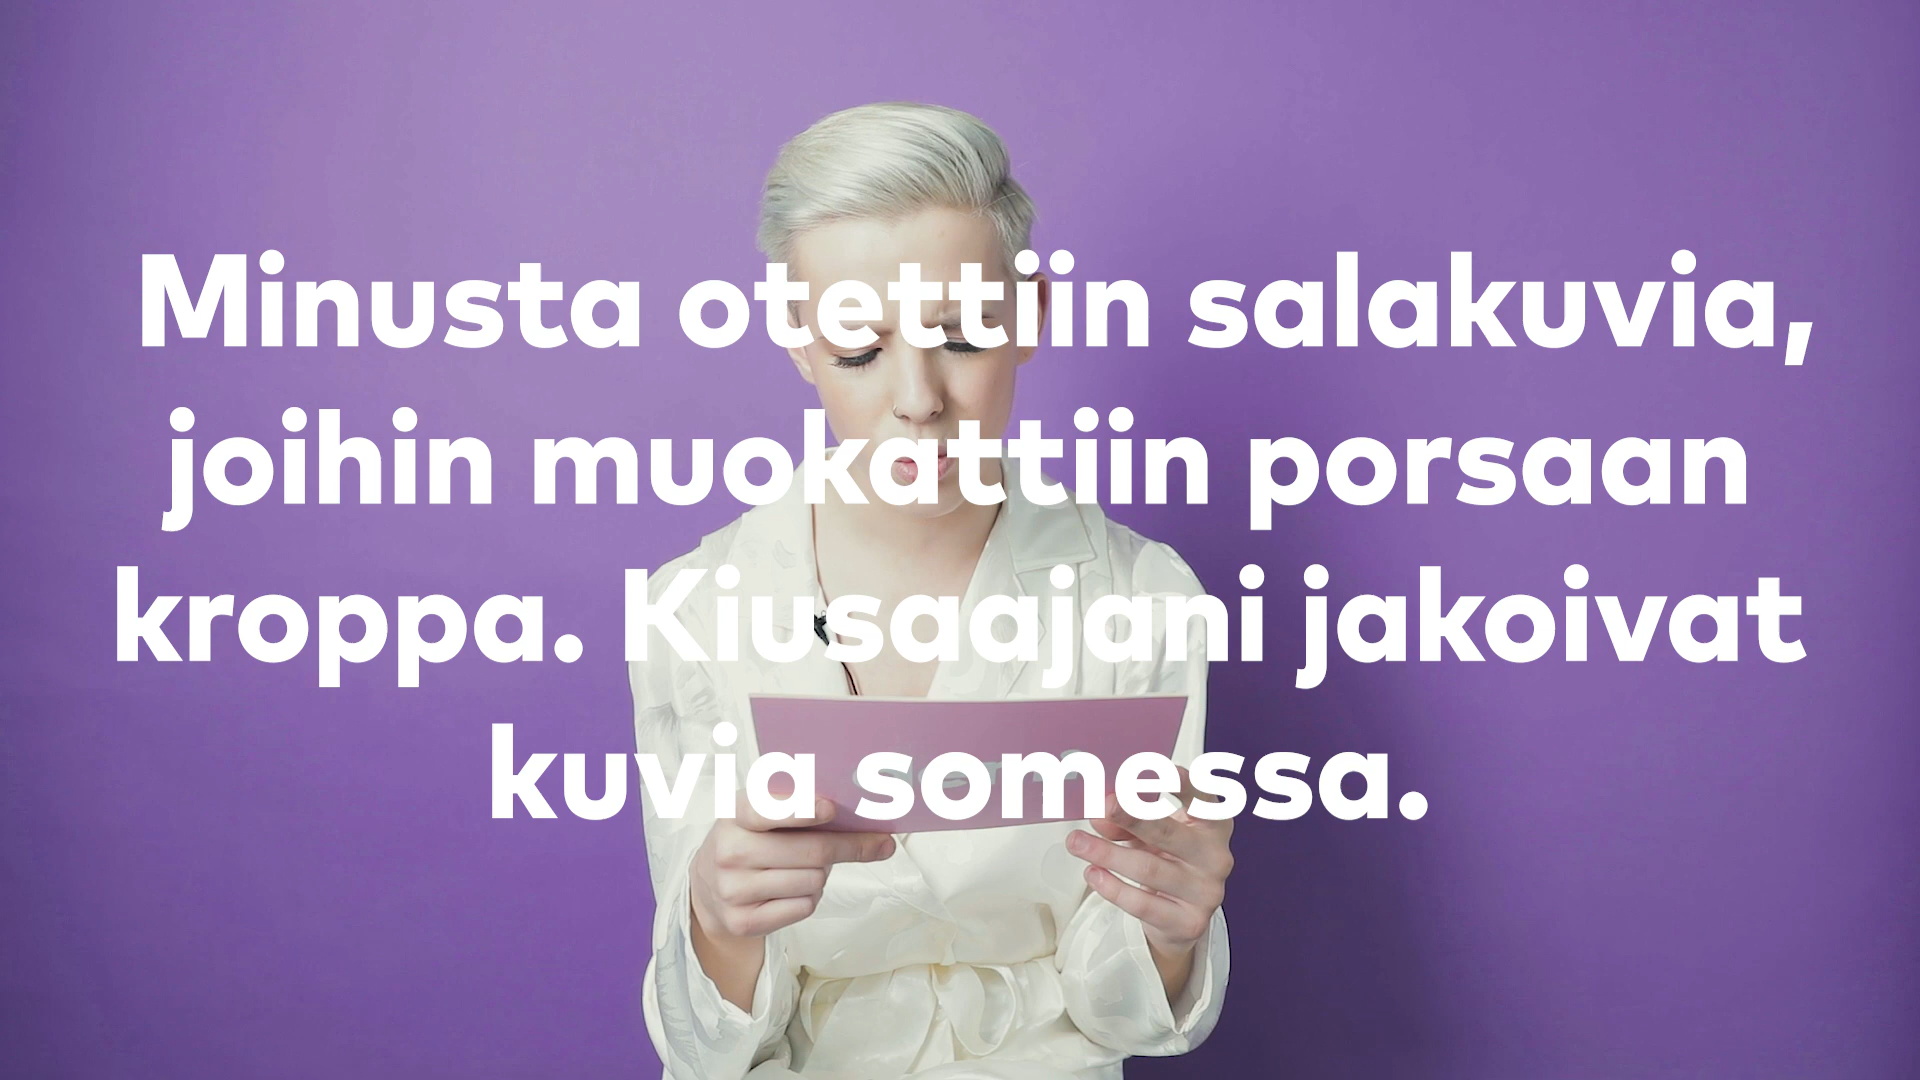 Minusta otettiin salakuvia,
joihin muokattiin porsaan
kroppa. Kiusaajani jakoivat
kuvia somessa.